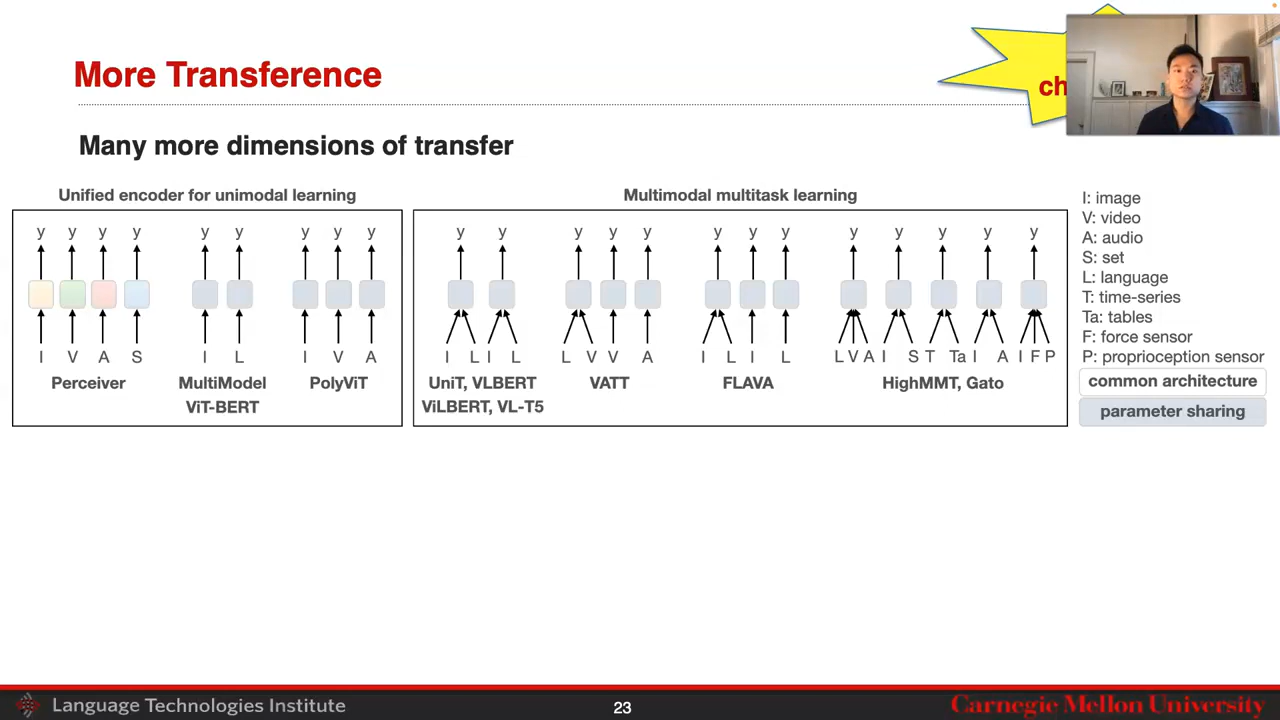 More Transference
ch
Many more dimensions of transfer
Unified encoder for unimodal learning
Multimodal multitask learning
y y y y y y y y y
y y y y y y y y y y y y y
I V A S I L I V A
I L I L L V V A I L I L L V A I S T Ta I A I F P
Perceiver
MultiModel
ViT-BERT
PolyViT
UniT, VLBERT
ViLBERT, VL-T5
VATT
FLAVA
HighMMT, Gato
I: image
V: video
A: audio
S: set
L: language
T: time-series
Ta: tables
F: force sensor
P: proprioception sensor
common architecture
parameter sharing
Language Technologies Institute
23
Carnegie Mellon University